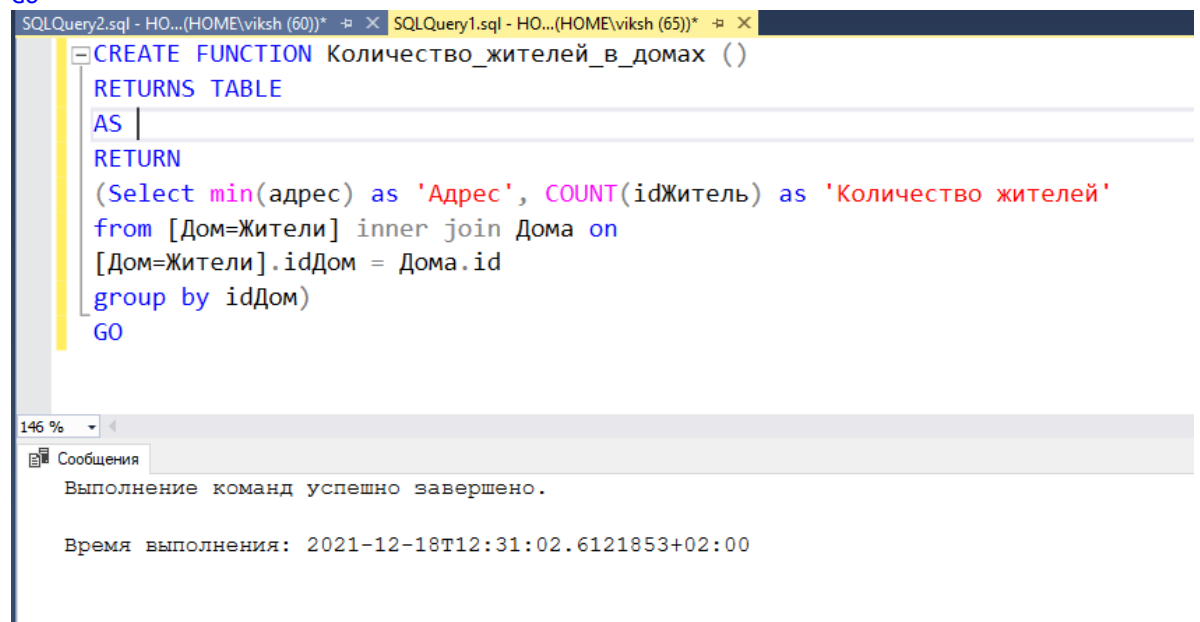 GO
SQLQuery2.sql - HO...(HOME\viksh (60))* SQLQuery1.sql - HO...(HOME\viksh (65))*
CREATE FUNCTION Количество_жителей_в_домах ()
RETURNS TABLE
AS
RETURN
(Select min(адрес) as 'Адрес', COUNT(idЖитель) as 'Количество жителей'
from [Дом=Жители] inner join Дома on
[Дом=Жители].idДом = Дома.id
group by idДом)
GO
146 %
Сообщения
Выполнение команд успешно завершено.
Время выполнения: 2021-12-18T12:31:02.6121853+02:00